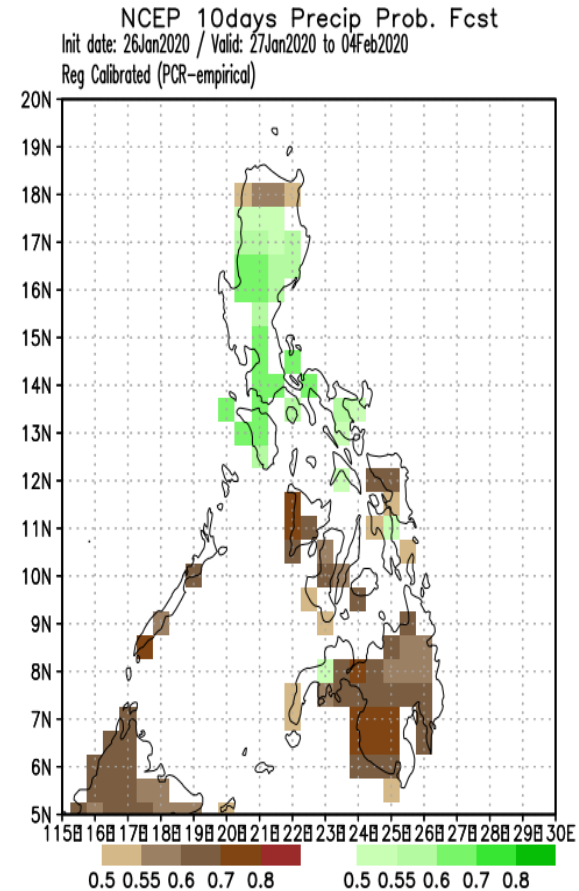 NCEP 10days Precip Prob. Fcst
Init date: 26Jan2020 / Valid: 27Jan2020 to 04Feb2020
Reg Calibrated (PCR-empirical)
20N
19N
18N
17N
16N
15N
14N
13N
12N
11N
10N
9N
8N
7N
6N
5N
115E 116E 117E 118E 119E 120E 121E 122E 123E 124E 125E 126E 127E 128E 129E 130E
0.5 0.55 0.6 0.7 0.8 0.5 0.55 0.6 0.7 0.8